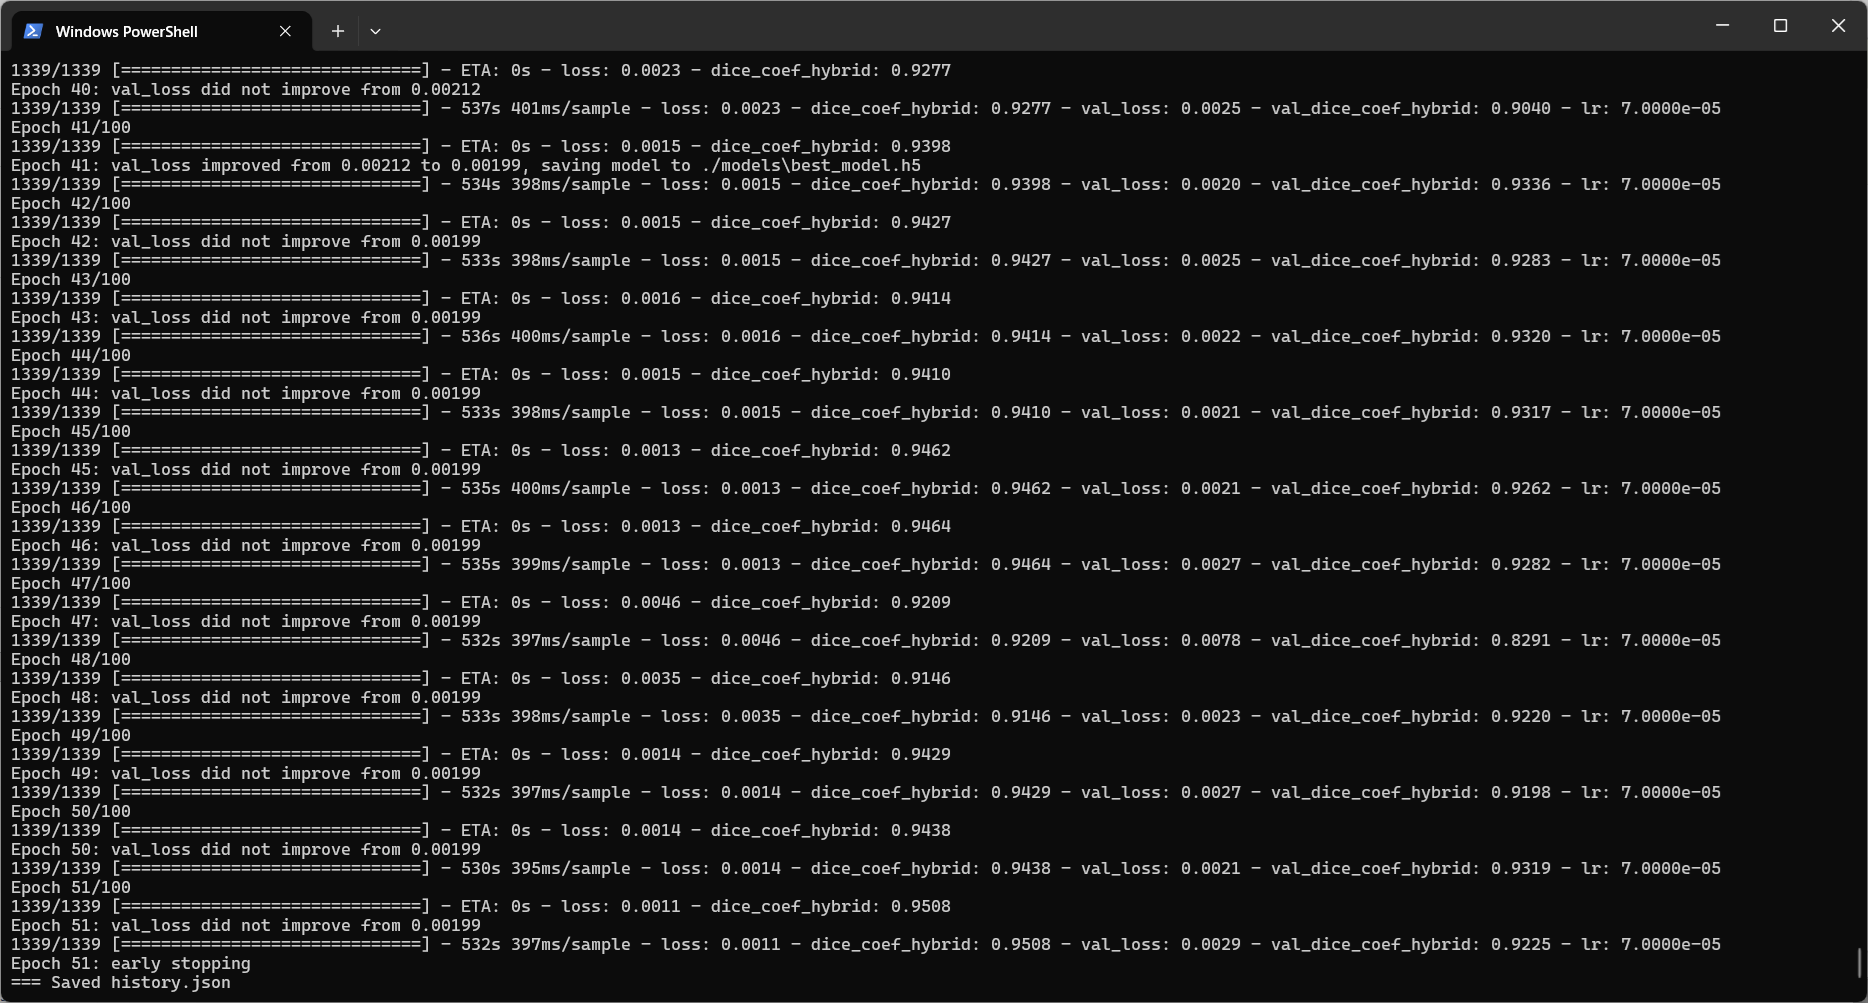 Windows PowerShell
1339/1339 [==============================] - ETA: 0s - loss: 0.0023 - dice_coef_hybrid: 0.9277
Epoch 40: val_loss did not improve from 0.00212
1339/1339 [==============================] - 537s 401ms/sample - loss: 0.0023 - dice_coef_hybrid: 0.9277 - val_loss: 0.0025 - val_dice_coef_hybrid: 0.9040 - lr: 7.0000e-05
Epoch 41/100
1339/1339 [==============================] - ETA: 0s - loss: 0.0015 - dice_coef_hybrid: 0.9398
Epoch 41: val_loss improved from 0.00212 to 0.00199, saving model to ./models\best_model.h5
1339/1339 [==============================] - 534s 398ms/sample - loss: 0.0015 - dice_coef_hybrid: 0.9398 - val_loss: 0.0020 - val_dice_coef_hybrid: 0.9336 - lr: 7.0000e-05
Epoch 42/100
1339/1339 [==============================] - ETA: 0s - loss: 0.0015 - dice_coef_hybrid: 0.9427
Epoch 42: val_loss did not improve from 0.00199
1339/1339 [==============================] - 533s 398ms/sample - loss: 0.0015 - dice_coef_hybrid: 0.9427 - val_loss: 0.0025 - val_dice_coef_hybrid: 0.9283 - lr: 7.0000e-05
Epoch 43/100
1339/1339 [==============================] - ETA: 0s - loss: 0.0016 - dice_coef_hybrid: 0.9414
Epoch 43: val_loss did not improve from 0.00199
1339/1339 [==============================] - 536s 400ms/sample - loss: 0.0016 - dice_coef_hybrid: 0.9414 - val_loss: 0.0022 - val_dice_coef_hybrid: 0.9320 - lr: 7.0000e-05
Epoch 44/100
1339/1339 [==============================] - ETA: 0s - loss: 0.0015 - dice_coef_hybrid: 0.9410
Epoch 44: val_loss did not improve from 0.00199
1339/1339 [==============================] - 533s 398ms/sample - loss: 0.0015 - dice_coef_hybrid: 0.9410 - val_loss: 0.0021 - val_dice_coef_hybrid: 0.9317 - lr: 7.0000e-05
Epoch 45/100
1339/1339 [==============================] - ETA: 0s - loss: 0.0013 - dice_coef_hybrid: 0.9462
Epoch 45: val_loss did not improve from 0.00199
1339/1339 [==============================] - 535s 400ms/sample - loss: 0.0013 - dice_coef_hybrid: 0.9462 - val_loss: 0.0021 - val_dice_coef_hybrid: 0.9262 - lr: 7.0000e-05
Epoch 46/100
1339/1339 [==============================] - ETA: 0s - loss: 0.0013 - dice_coef_hybrid: 0.9464
Epoch 46: val_loss did not improve from 0.00199
1339/1339 [==============================] - 535s 399ms/sample - loss: 0.0013 - dice_coef_hybrid: 0.9464 - val_loss: 0.0027 - val_dice_coef_hybrid: 0.9282 - lr: 7.0000e-05
Epoch 47/100
1339/1339 [==============================] - ETA: 0s - loss: 0.0046 - dice_coef_hybrid: 0.9209
Epoch 47: val_loss did not improve from 0.00199
1339/1339 [==============================] - 532s 397ms/sample - loss: 0.0046 - dice_coef_hybrid: 0.9209 - val_loss: 0.0078 - val_dice_coef_hybrid: 0.8291 - lr: 7.0000e-05
Epoch 48/100
1339/1339 [==============================] - ETA: 0s - loss: 0.0035 - dice_coef_hybrid: 0.9146
Epoch 48: val_loss did not improve from 0.00199
1339/1339 [==============================] - 533s 398ms/sample - loss: 0.0035 - dice_coef_hybrid: 0.9146 - val_loss: 0.0023 - val_dice_coef_hybrid: 0.9220 - lr: 7.0000e-05
Epoch 49/100
1339/1339 [==============================] - ETA: 0s - loss: 0.0014 - dice_coef_hybrid: 0.9429
Epoch 49: val_loss did not improve from 0.00199
1339/1339 [==============================] - 532s 397ms/sample - loss: 0.0014 - dice_coef_hybrid: 0.9429 - val_loss: 0.0027 - val_dice_coef_hybrid: 0.9198 - lr: 7.0000e-05
Epoch 50/100
1339/1339 [==============================] - ETA: 0s - loss: 0.0014 - dice_coef_hybrid: 0.9438
Epoch 50: val_loss did not improve from 0.00199
1339/1339 [==============================] - 530s 395ms/sample - loss: 0.0014 - dice_coef_hybrid: 0.9438 - val_loss: 0.0021 - val_dice_coef_hybrid: 0.9319 - lr: 7.0000e-05
Epoch 51/100
1339/1339 [==============================] - ETA: 0s - loss: 0.0011 - dice_coef_hybrid: 0.9508
Epoch 51: val_loss did not improve from 0.00199
1339/1339 [==============================] - 532s 397ms/sample - loss: 0.0011 - dice_coef_hybrid: 0.9508 - val_loss: 0.0029 - val_dice_coef_hybrid: 0.9225 - lr: 7.0000e-05
Epoch 51: early stopping
=== Saved history.json